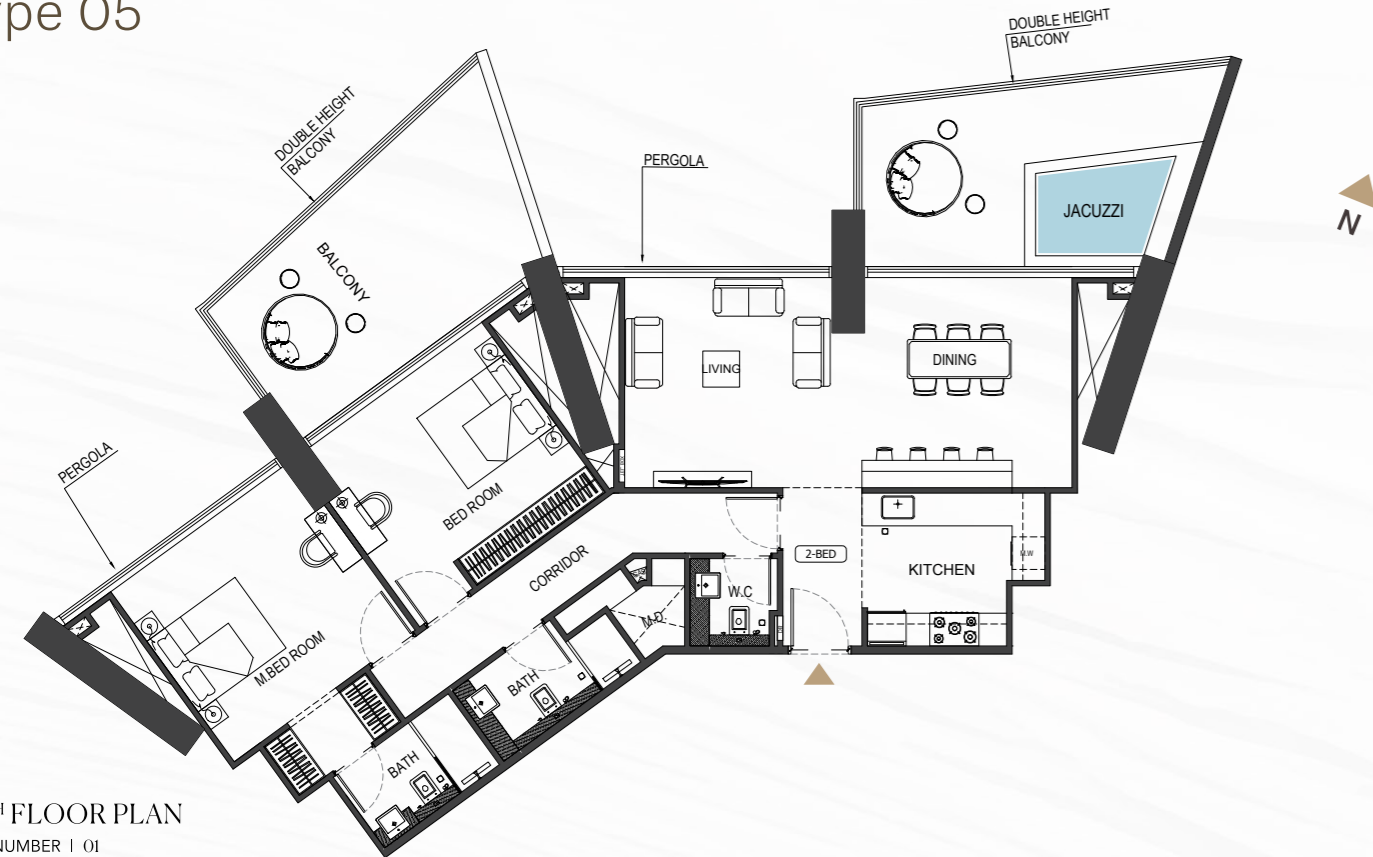 ype 05
DOUBLE HEIGHT
BALCONY
DOUBLE HEIGHT
BALCONY
PERGOLA
JACUZZI
N
BALCONY
LIVING
DINING
PERGOLA
BED ROOM
CORRIDOR
2-BED
KITCHEN
M.W
W.C
M.D.
M.BED ROOM
BATH
BATH
FLOOR PLAN
NUMBER | 01